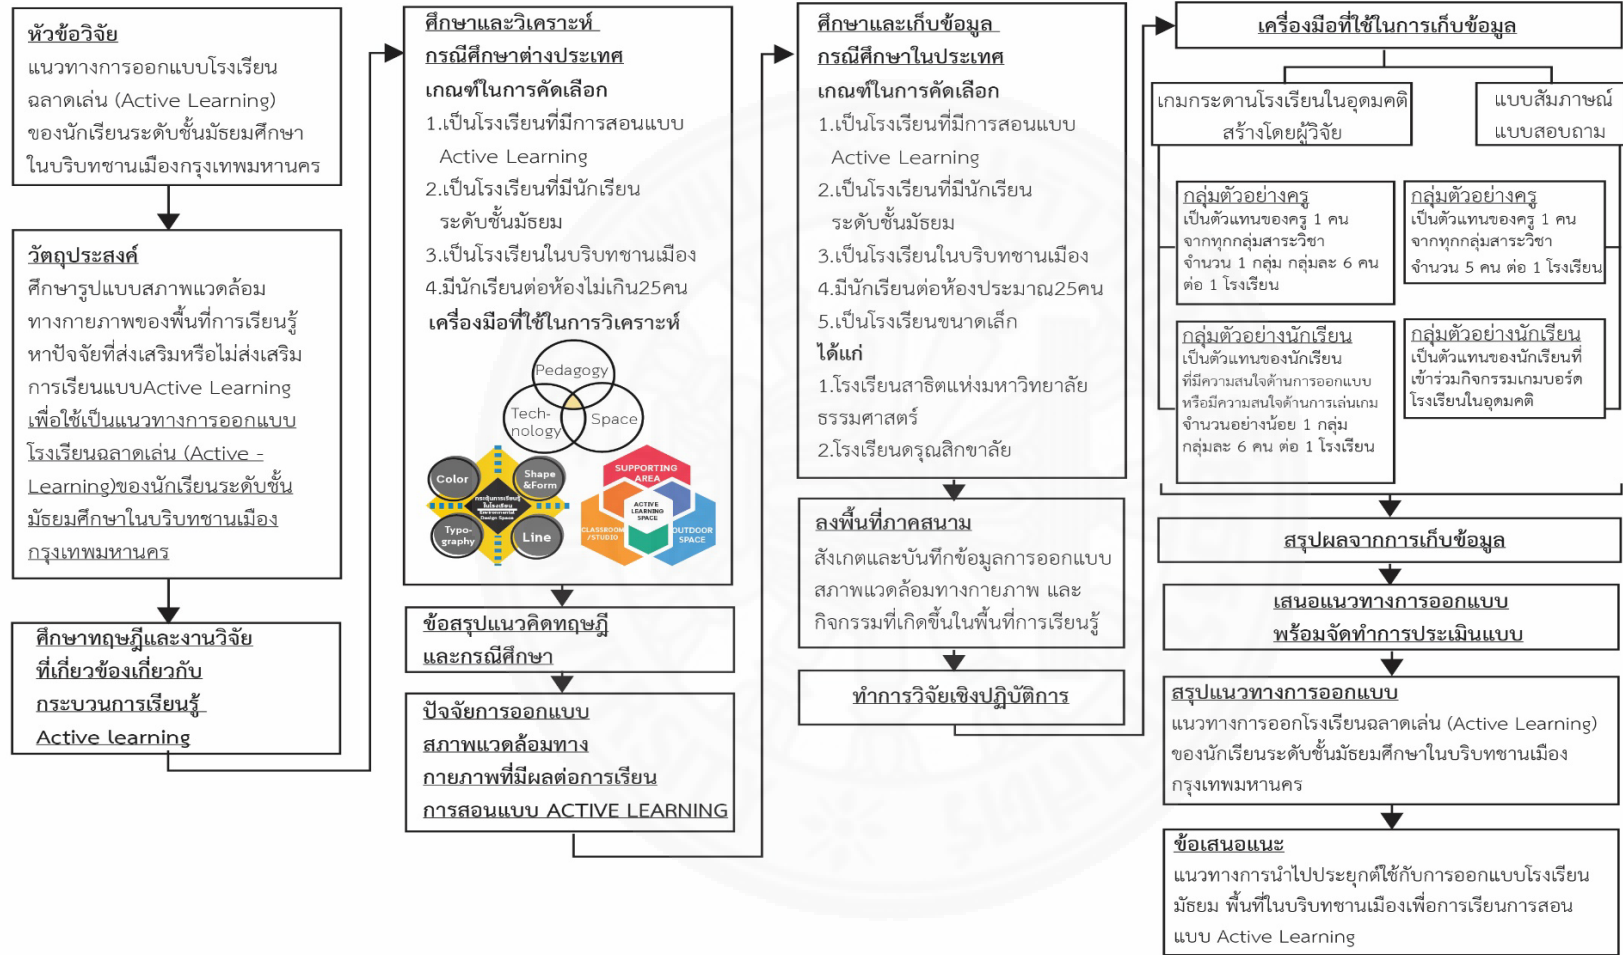 หัวข้อวิจัย
แนวทางการออกแบบโรงเรียน
ฉลาดเล่น (Active Learning)
ของนักเรียนระดับชั้นมัธยมศึกษา
ในบริบทชานเมืองกรุงเทพมหานคร
วัตถุประสงค์
ศึกษารูปแบบสภาพแวดล้อม
ทางกายภาพของพื้นที่การเรียนรู้
หาปัจจัยที่ส่งเสริมหรือไม่ส่งเสริม
การเรียนแบบActive Learning
เพื่อใช้เป็นแนวทางการออกแบบ
โรงเรียนฉลาดเล่น (Active -
Learning)ของนักเรียนระดับชั้น
มัธยมศึกษาในบริบทชานเมือง
กรุงเทพมหานคร
ศึกษาทฤษฎีและงานวิจัย
ที่เกี่ยวข้องเกี่ยวกับ
กระบวนการเรียนรู้
Active learning
ศึกษาและวิเคราะห์
กรณีศึกษาต่างประเทศ
เกณฑ์ในการคัดเลือก
1.เป็นโรงเรียนที่มีการสอนแบบ
Active Learning
2.เป็นโรงเรียนที่มีนักเรียน
ระดับชั้นมัธยม
3.เป็นโรงเรียนในบริบทชานเมือง
4.มีนักเรียนต่อห้องไม่เกิน25คน
เครื่องมือที่ใช้ในการวิเคราะห์
Pedagogy
Tech-
nology
Space
Color
Shape
&Form
กระตุ้นการเรียนรู้
ในโรงเรียน
Design Space
Typo-
graphy
Line
SUPPORTING
AREA
ACTIVE
LEARNING
SPACE
CLASSROOM
/STUDIO
OUTDOOR
SPACE
ข้อสรุปแนวคิดทฤษฎี
และกรณีศึกษา
ปัจจัยการออกแบบ
สภาพแวดล้อมทาง
กายภาพที่มีผลต่อการเรียน
การสอนแบบ ACTIVE LEARNING
ศึกษาและเก็บข้อมูล
กรณีศึกษาในประเทศ
เกณฑ์ในการคัดเลือก
1.เป็นโรงเรียนที่มีการสอนแบบ
Active Learning
2.เป็นโรงเรียนที่มีนักเรียน
ระดับชั้นมัธยม
3.เป็นโรงเรียนในบริบทชานเมือง
4.มีนักเรียนต่อห้องประมาณ25คน
5.เป็นโรงเรียนขนาดเล็ก
ได้แก่
1.โรงเรียนสาธิตแห่งมหาวิทยาลัย
ธรรมศาสตร์
2.โรงเรียนดรุณสิกขาลัย
ลงพื้นที่ภาคสนาม
สังเกตและบันทึกข้อมูลการออกแบบ
สภาพแวดล้อมทางกายภาพ และ
กิจกรรมที่เกิดขึ้นในพื้นที่การเรียนรู้
ทำการวิจัยเชิงปฏิบัติการ
เครื่องมือที่ใช้ในการเก็บข้อมูล
เกมกระดานโรงเรียนในอุดมคติ
สร้างโดยผู้วิจัย
แบบสัมภาษณ์
แบบสอบถาม
กลุ่มตัวอย่างครู
เป็นตัวแทนของครู 1 คน
จากทุกกลุ่มสาระวิชา
จำนวน 1 กลุ่ม กลุ่มละ 6 คน
ต่อ 1 โรงเรียน
กลุ่มตัวอย่างครู
เป็นตัวแทนของครู 1 คน
จากทุกกลุ่มสาระวิชา
จำนวน 5 คน ต่อ 1 โรงเรียน
กลุ่มตัวอย่างนักเรียน
เป็นตัวแทนของนักเรียน
ที่มีความสนใจด้านการออกแบบ
หรือมีความสนใจด้านการเล่นเกม
จำนวนอย่างน้อย 1 กลุ่ม
กลุ่มละ 6 คน ต่อ 1 โรงเรียน
กลุ่มตัวอย่างนักเรียน
เป็นตัวแทนของนักเรียนที่
เข้าร่วมกิจกรรมเกมบอร์ด
โรงเรียนในอุดมคติ
สรุปผลจากการเก็บข้อมูล
เสนอแนวทางการออกแบบ
พร้อมจัดทำการประเมินแบบ
สรุปแนวทางการออกแบบ
แนวทางการออกโรงเรียนฉลาดเล่น (Active Learning)
ของนักเรียนระดับชั้นมัธยมศึกษาในบริบทชานเมือง
กรุงเทพมหานคร
ข้อเสนอแนะ
แนวทางการนำไปประยุกต์ใช้กับการออกแบบโรงเรียน
มัธยม พื้นที่ในบริบทชานเมืองเพื่อการเรียนการสอน
แบบ Active Learning